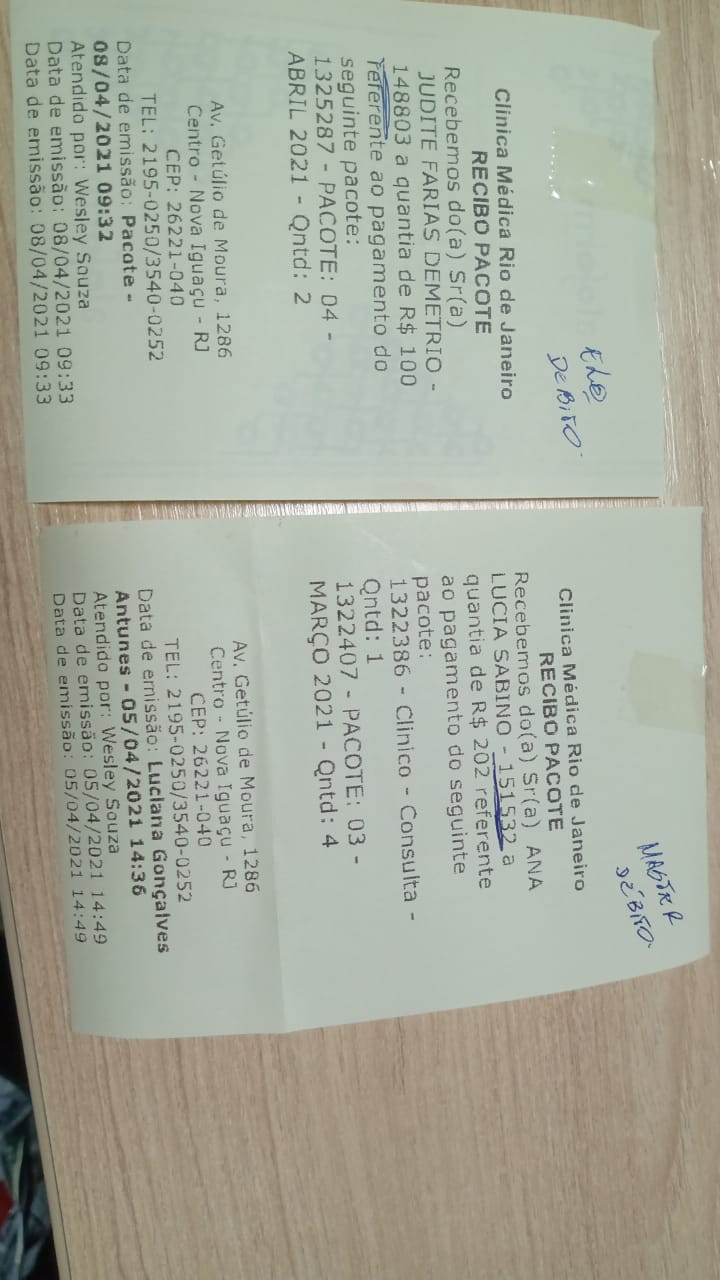 Elo
DÉBITO
Clinica Médica Rio de Janeiro
RECIBO PACOTE
Recebemos do(a) Sr(a)
JUDITE FARIAS DEMETRIO -
148803 a quantia de R$ 100
referente ao pagamento do
seguinte pacote:
1325287 - PACOTE: 04 -
ABRIL 2021 - Qntd: 2
Av. Getúlio de Moura, 1286
Centro - Nova Iguaçu - RJ
CEP: 26221-040
TEL: 2195-0250/3540-0252
Data de emissão: Pacote -
08/04/2021 09:32
Atendido por: Wesley Souza
Data de emissão: 08/04/2021 09:33
Data de emissão: 08/04/2021 09:33
MASTER
DÉBITO
Clinica Médica Rio de Janeiro
RECIBO PACOTE
Recebemos do(a) Sr(a) ANA
LUCIA SABINO - 151532 a
quantia de R$ 202 referente
ao pagamento do seguinte
pacote:
1322386 - Clinico - Consulta -
Qntd: 1
1322407 - PACOTE: 03 -
MARÇO 2021 - Qntd: 4
Av. Getúlio de Moura, 1286
Centro - Nova Iguaçu - RJ
CEP: 26221-040
TEL: 2195-0250/3540-0252
Data de emissão: Luciana Gonçalves
Antunes - 05/04/2021 14:36
Atendido por: Wesley Souza
Data de emissão: 05/04/2021 14:49
Data de emissão: 05/04/2021 14:49